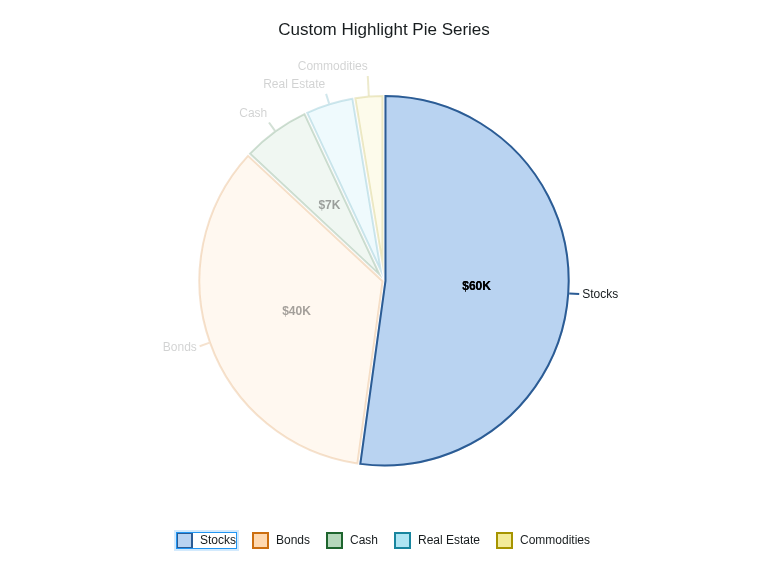 Custom Highlight Pie Series
Commodities
Real Estate
Cash
$7K
$60K
Stocks
$40K
Bonds
Stocks
Bonds
Cash
Real Estate
Commodities